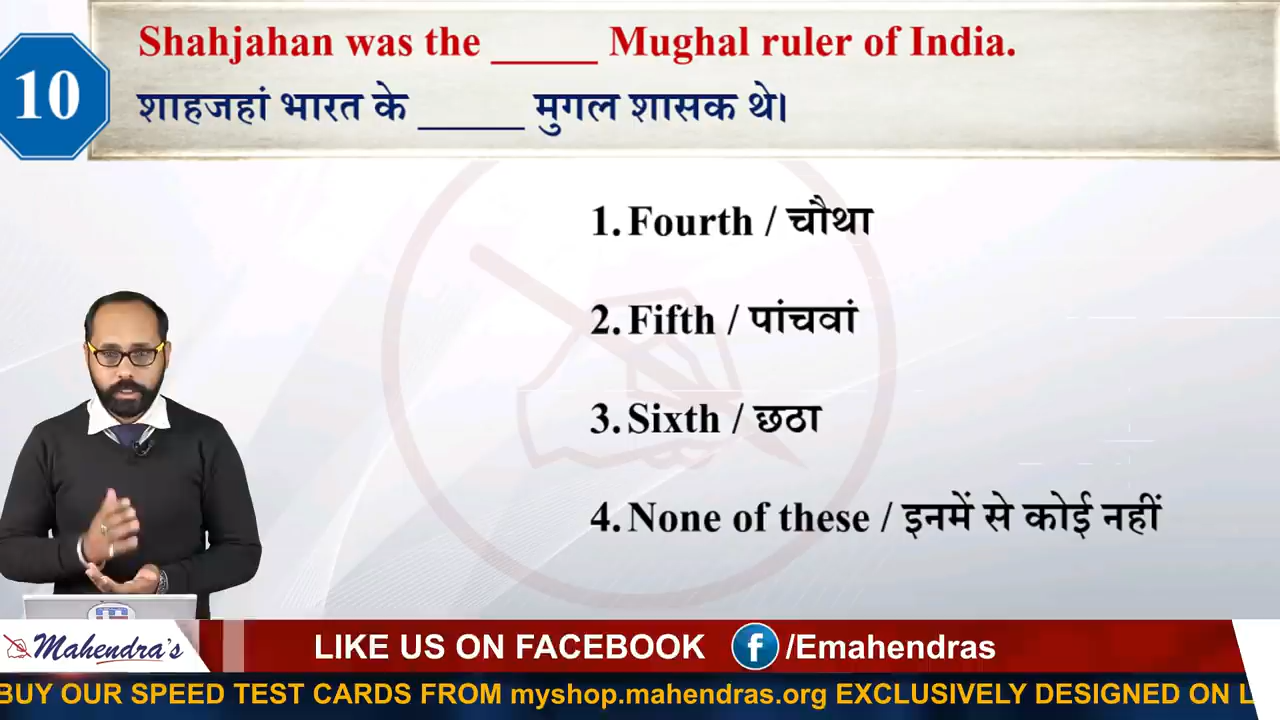 10
Shahjahan was the _____ Mughal ruler of India.
शाहजहां भारत के _____ मुगल शासक थे।
1. Fourth / चौथा
2. Fifth / पांचवां
3. Sixth / छठा
4. None of these / इनमें से कोई नहीं
Mahendra's
LIKE US ON FACEBOOK f /Emahendras
BUY OUR SPEED TEST CARDS FROM myshop.mahendras.org EXCLUSIVELY DESIGNED ON L